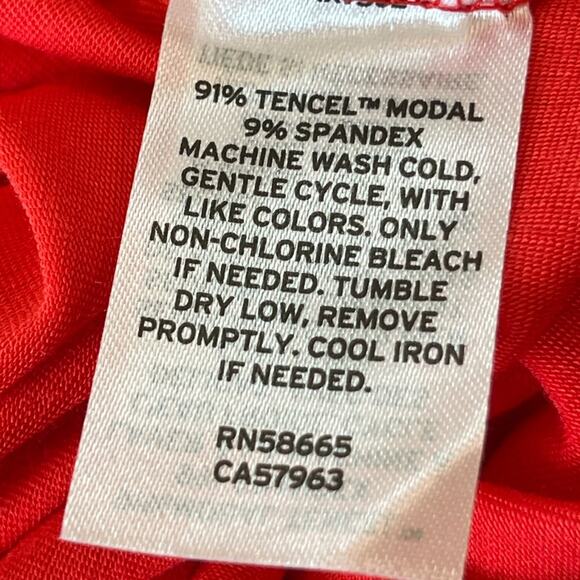 91% TENCEL™ MODAL
9% SPANDEX
MACHINE WASH COLD,
GENTLE CYCLE, WITH
LIKE COLORS. ONLY
NON-CHLORINE BLEACH
IF NEEDED. TUMBLE
DRY LOW, REMOVE
PROMPTLY. COOL IRON
IF NEEDED.
RN58665
CA57963